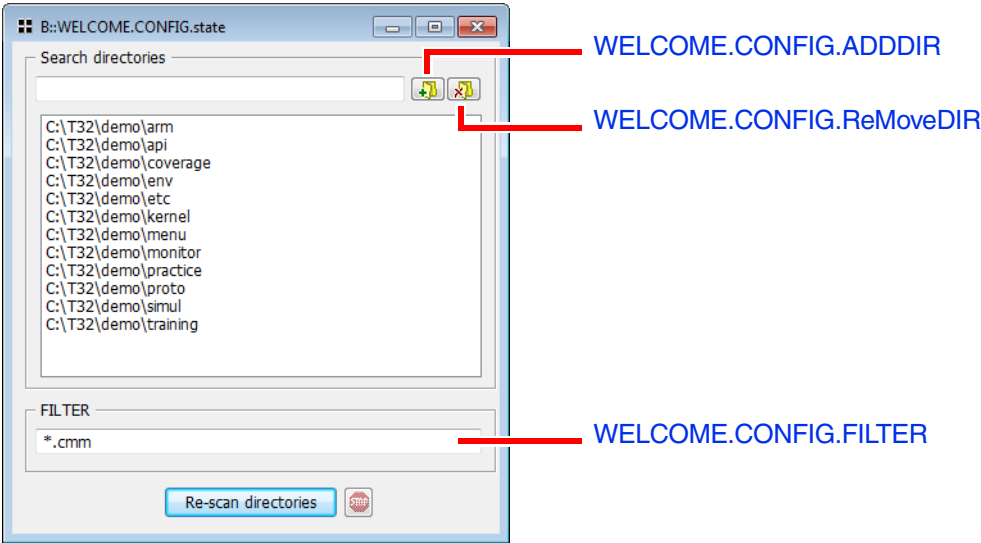 B::WELCOME.CONFIG.state
Search directories
WELCOME.CONFIG.ADDDIR
WELCOME.CONFIG.ReMoveDIR
C:\T32\demo\arm
C:\T32\demo\api
C:\T32\demo\coverage
C:\T32\demo\env
C:\T32\demo\etc
C:\T32\demo\kernel
C:\T32\demo\menu
C:\T32\demo\monitor
C:\T32\demo\practice
C:\T32\demo\proto
C:\T32\demo\simul
C:\T32\demo\training
FILTER
*.cmm
WELCOME.CONFIG.FILTER
Re-scan directories
STOP